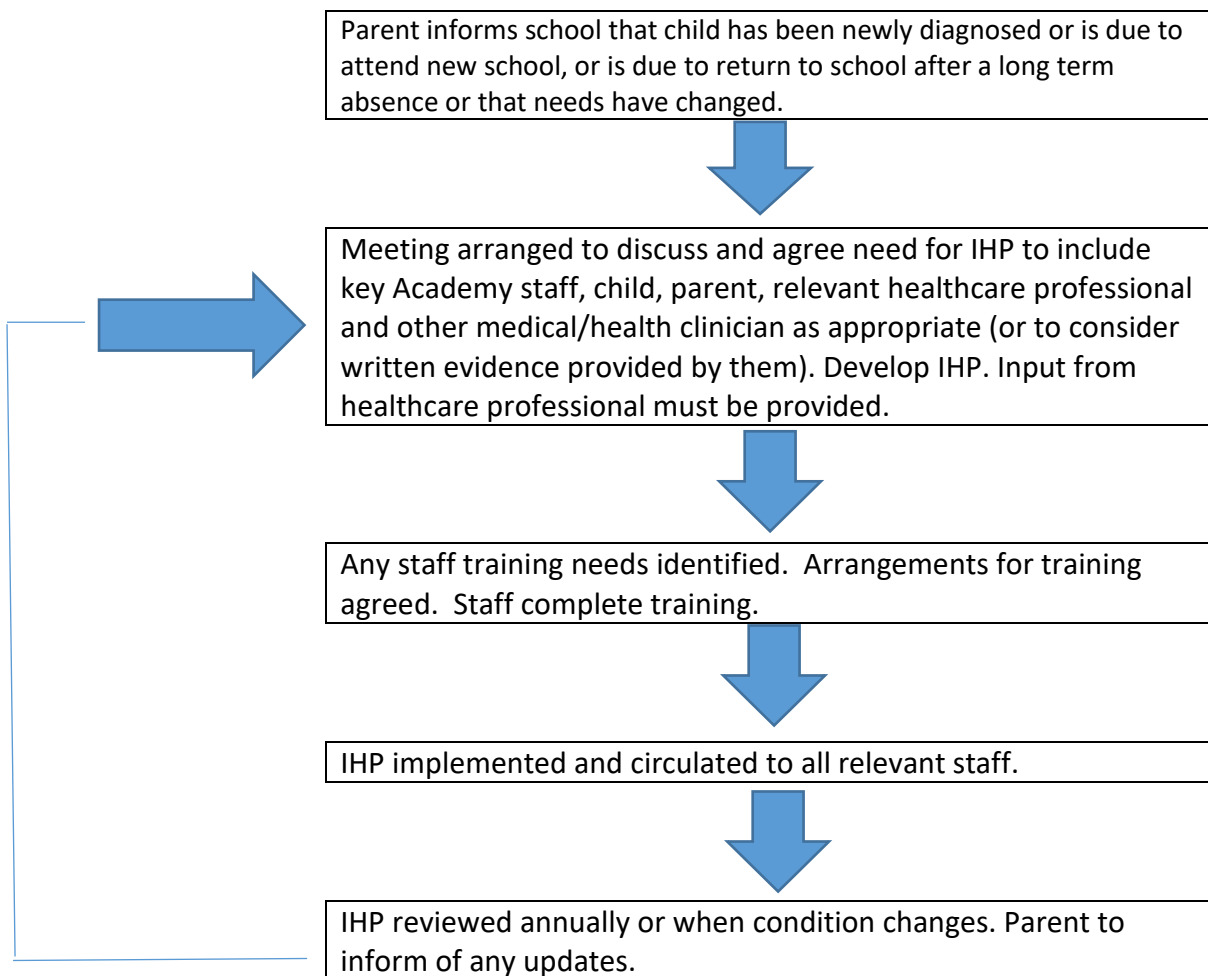 Parent informs school that child has been newly diagnosed or is due to
attend new school, or is due to return to school after a long term
absence or that needs have changed.
Meeting arranged to discuss and agree need for IHP to include
key Academy staff, child, parent, relevant healthcare professional
and other medical/health clinician as appropriate (or to consider
written evidence provided by them). Develop IHP. Input from
healthcare professional must be provided.
Any staff training needs identified.  Arrangements for training
agreed.  Staff complete training.
IHP implemented and circulated to all relevant staff.
IHP reviewed annually or when condition changes. Parent to
inform of any updates.